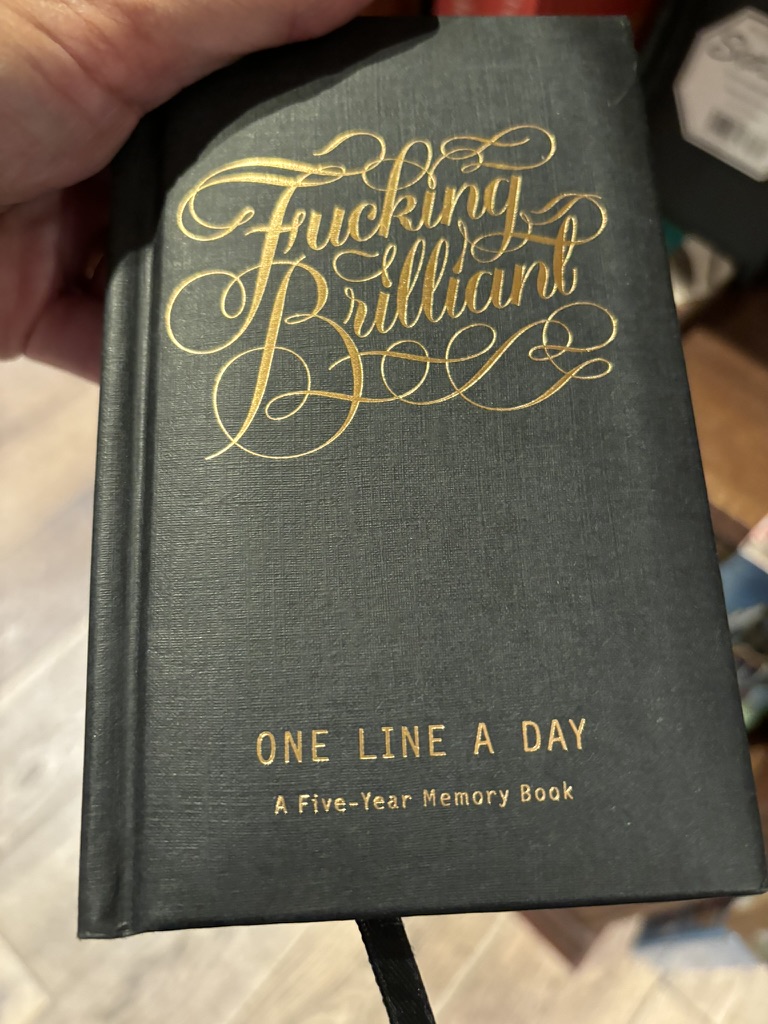 Fucking
Brilliant
ONE LINE A DAY
A Five-Year Memory Book